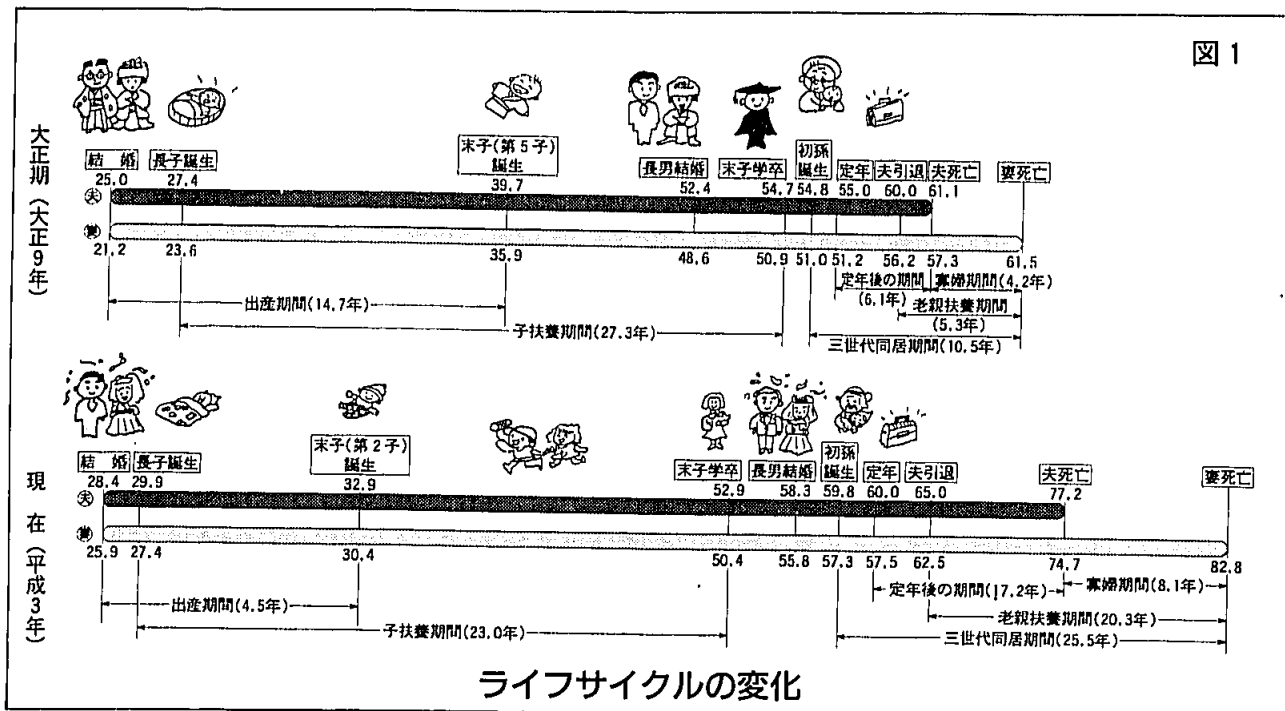 図1
大正期(大正9年)
結婚 長子誕生 末子(第5子)誕生 長男結婚 末子学卒 初孫誕生 定年 夫引退 夫死亡 妻死亡
25.0 27.4 39.7 52.4 54.7 54.8 55.0 60.0 61.1
夫
妻
21.2 23.6 35.9 48.6 50.9 51.0 51.2 56.2 57.3 61.5
出産期間(14.7年)
子扶養期間(27.3年)
定年後の期間(6.1年)
寡婦期間(4.2年)
老親扶養期間(5.3年)
三世代同居期間(10.5年)
現在(平成3年)
結婚 長子誕生 末子(第2子)誕生 末子学卒 長男結婚 初孫誕生 定年 夫引退 夫死亡 妻死亡
28.4 29.9 32.9 52.9 58.3 59.8 60.0 65.0 77.2
夫
妻
25.9 27.4 30.4 50.4 55.8 57.3 57.5 62.5 74.7 82.8
出産期間(4.5年)
子扶養期間(23.0年)
定年後の期間(17.2年)
寡婦期間(8.1年)
老親扶養期間(20.3年)
三世代同居期間(25.5年)
ライフサイクルの変化